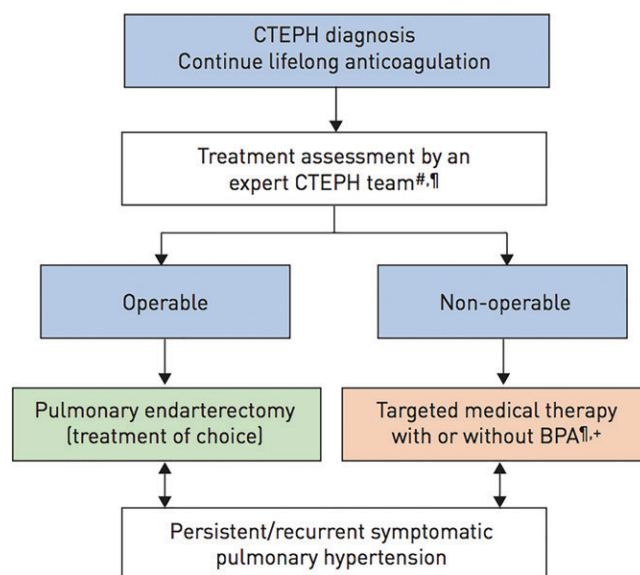 CTEPH diagnosis
Continue lifelong anticoagulation
Treatment assessment by an
expert CTEPH team#,¶
Operable
Non-operable
Pulmonary endarterectomy
(treatment of choice)
Targeted medical therapy
with or without BPA¶,+
Persistent/recurrent symptomatic
pulmonary hypertension